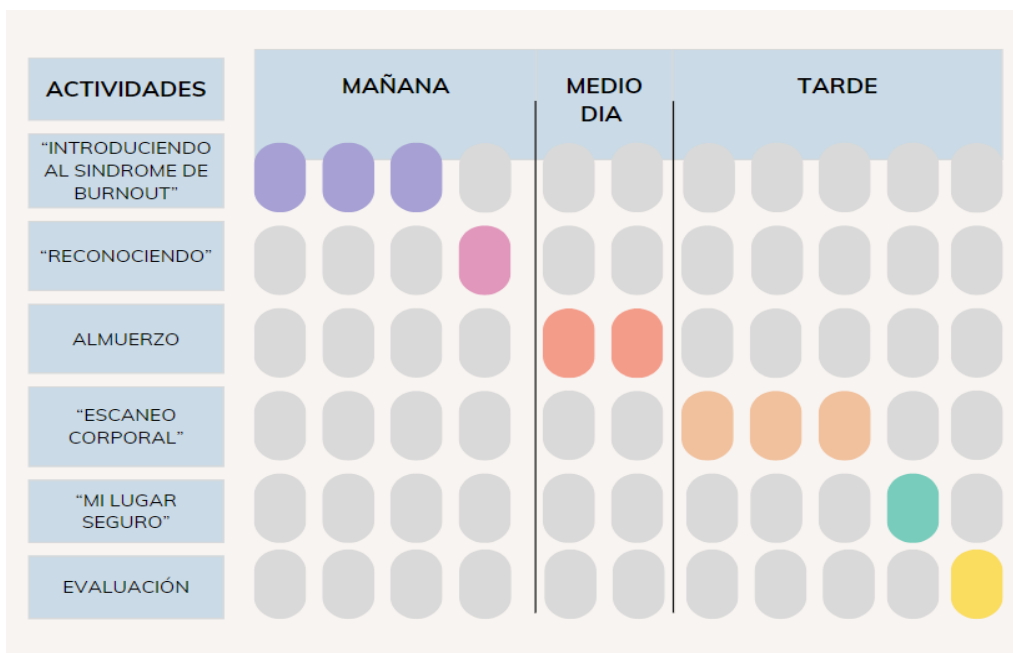 ACTIVIDADES
MAÑANA
MEDIO
DIA
TARDE
“INTRODUCIENDO
AL SINDROME DE
BURNOUT”
“RECONOCIENDO”
ALMUERZO
“ESCANEO
CORPORAL”
“MI LUGAR
SEGURO”
EVALUACIÓN